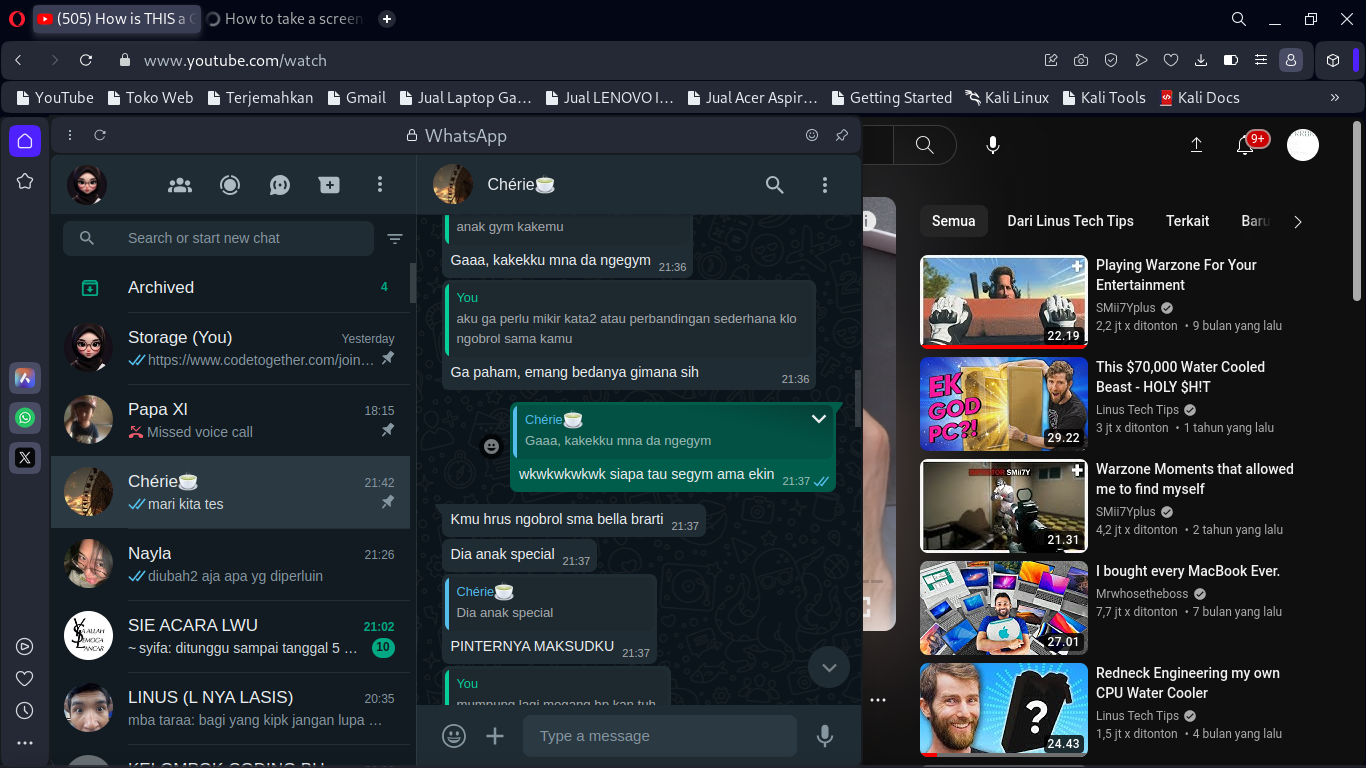 (505) How is THIS a G
How to take a screen
www.youtube.com/watch
YouTube
Toko Web
Terjemahkan
Gmail
Jual Laptop Ga…
Jual LENOVO I…
Jual Acer Aspir…
Getting Started
Kali Linux
Kali Tools
Kali Docs
»
WhatsApp
Search or start new chat
Archived
4
Storage (You)
Yesterday
https://www.codetogether.com/join…
Papa Xl
18:15
Missed voice call
Chérie☕
21:42
mari kita tes
Nayla
21:26
diubah2 aja apa yg diperluin
SIE ACARA LWU
21:02
~ syifa: ditunggu sampai tanggal 5 …
10
LINUS (L NYA LASIS)
20:35
mba taraa: bagi yang kipk jangan lupa …
Chérie☕
anak gym kakemu
Gaaa, kakekku mna da ngegym
21:36
You
aku ga perlu mikir kata2 atau perbandingan sederhana klo
ngobrol sama kamu
Ga paham, emang bedanya gimana sih
21:36
Chérie☕
Gaaa, kakekku mna da ngegym
wkwkwkwkwk siapa tau segym ama ekin
21:37
Kmu hrus ngobrol sma bella brarti
21:37
Dia anak special
21:37
Chérie☕
Dia anak special
PINTERNYA MAKSUDKU
21:37
You
mumpung lagi megang hp kan tuh
Type a message
9+
Semua
Dari Linus Tech Tips
Terkait
Baru
Playing Warzone For Your
Entertainment
SMii7Yplus
2,2 jt x ditonton • 9 bulan yang lalu
22.19
This $70,000 Water Cooled
Beast - HOLY $H!T
Linus Tech Tips
3 jt x ditonton • 1 tahun yang lalu
EK
GOD
PC?!
29.22
Warzone Moments that allowed
me to find myself
SMii7Yplus
4,2 jt x ditonton • 2 tahun yang lalu
SMii7Y
21.31
I bought every MacBook Ever.
Mrwhosetheboss
7,7 jt x ditonton • 7 bulan yang lalu
27.01
Redneck Engineering my own
CPU Water Cooler
Linus Tech Tips
1,5 jt x ditonton • 4 bulan yang lalu
?
24.43